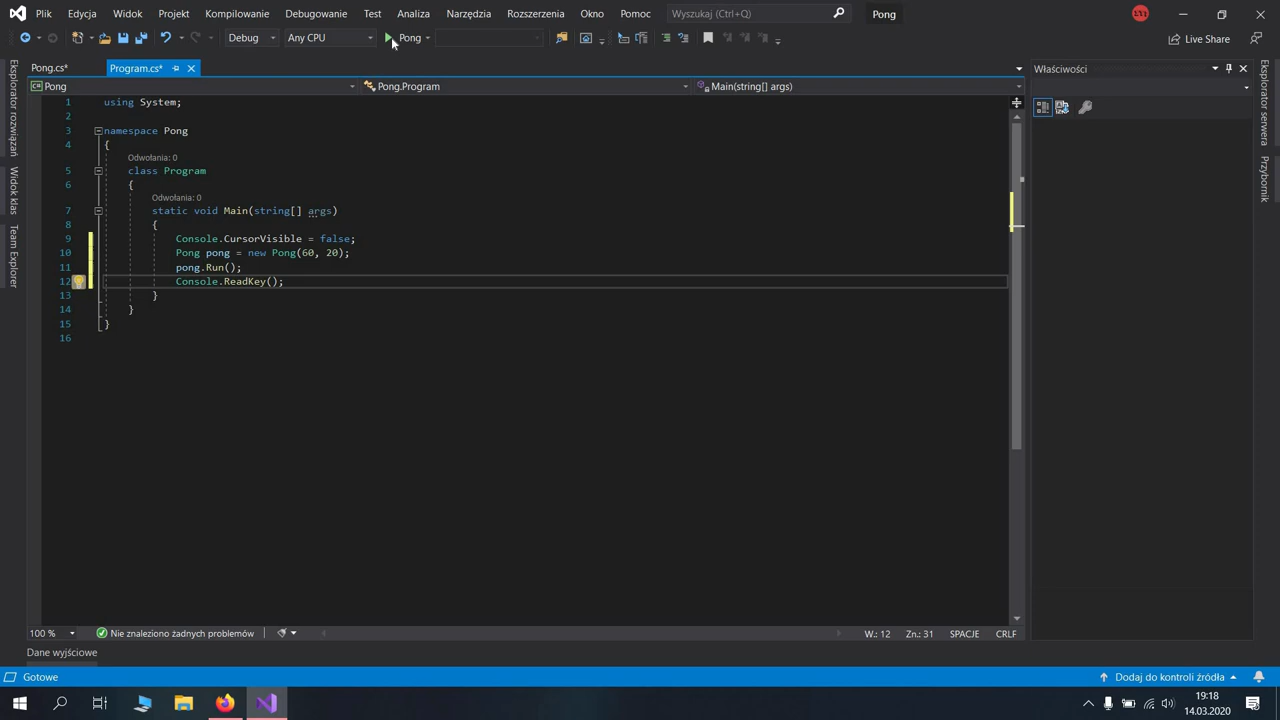 Plik Edycja Widok Projekt Kompilowanie Debugowanie Test Analiza Narzędzia Rozszerzenia Okno Pomoc Wyszukaj (Ctrl+Q) Pong
Debug Any CPU Pong Live Share
Pong.cs* Program.cs*
Pong Pong.Program Main(string[] args)
Właściwości
Eksplorator rozwiązań
Widok klas
Team Explorer
1 using System;
2
3 namespace Pong
4 {
Odwołania: 0
5 class Program
6 {
Odwołania: 0
7 static void Main(string[] args)
8 {
9 Console.CursorVisible = false;
10 Pong pong = new Pong(60, 20);
11 pong.Run();
12 Console.ReadKey();
13 }
14 }
15 }
16
Eksplorator serwera
Przybornik
100 % Nie znaleziono żadnych problemów W.: 12 Zn.: 31 SPACJE CRLF
Dane wyjściowe
Gotowe Dodaj do kontroli źródła
19:18
14.03.2020